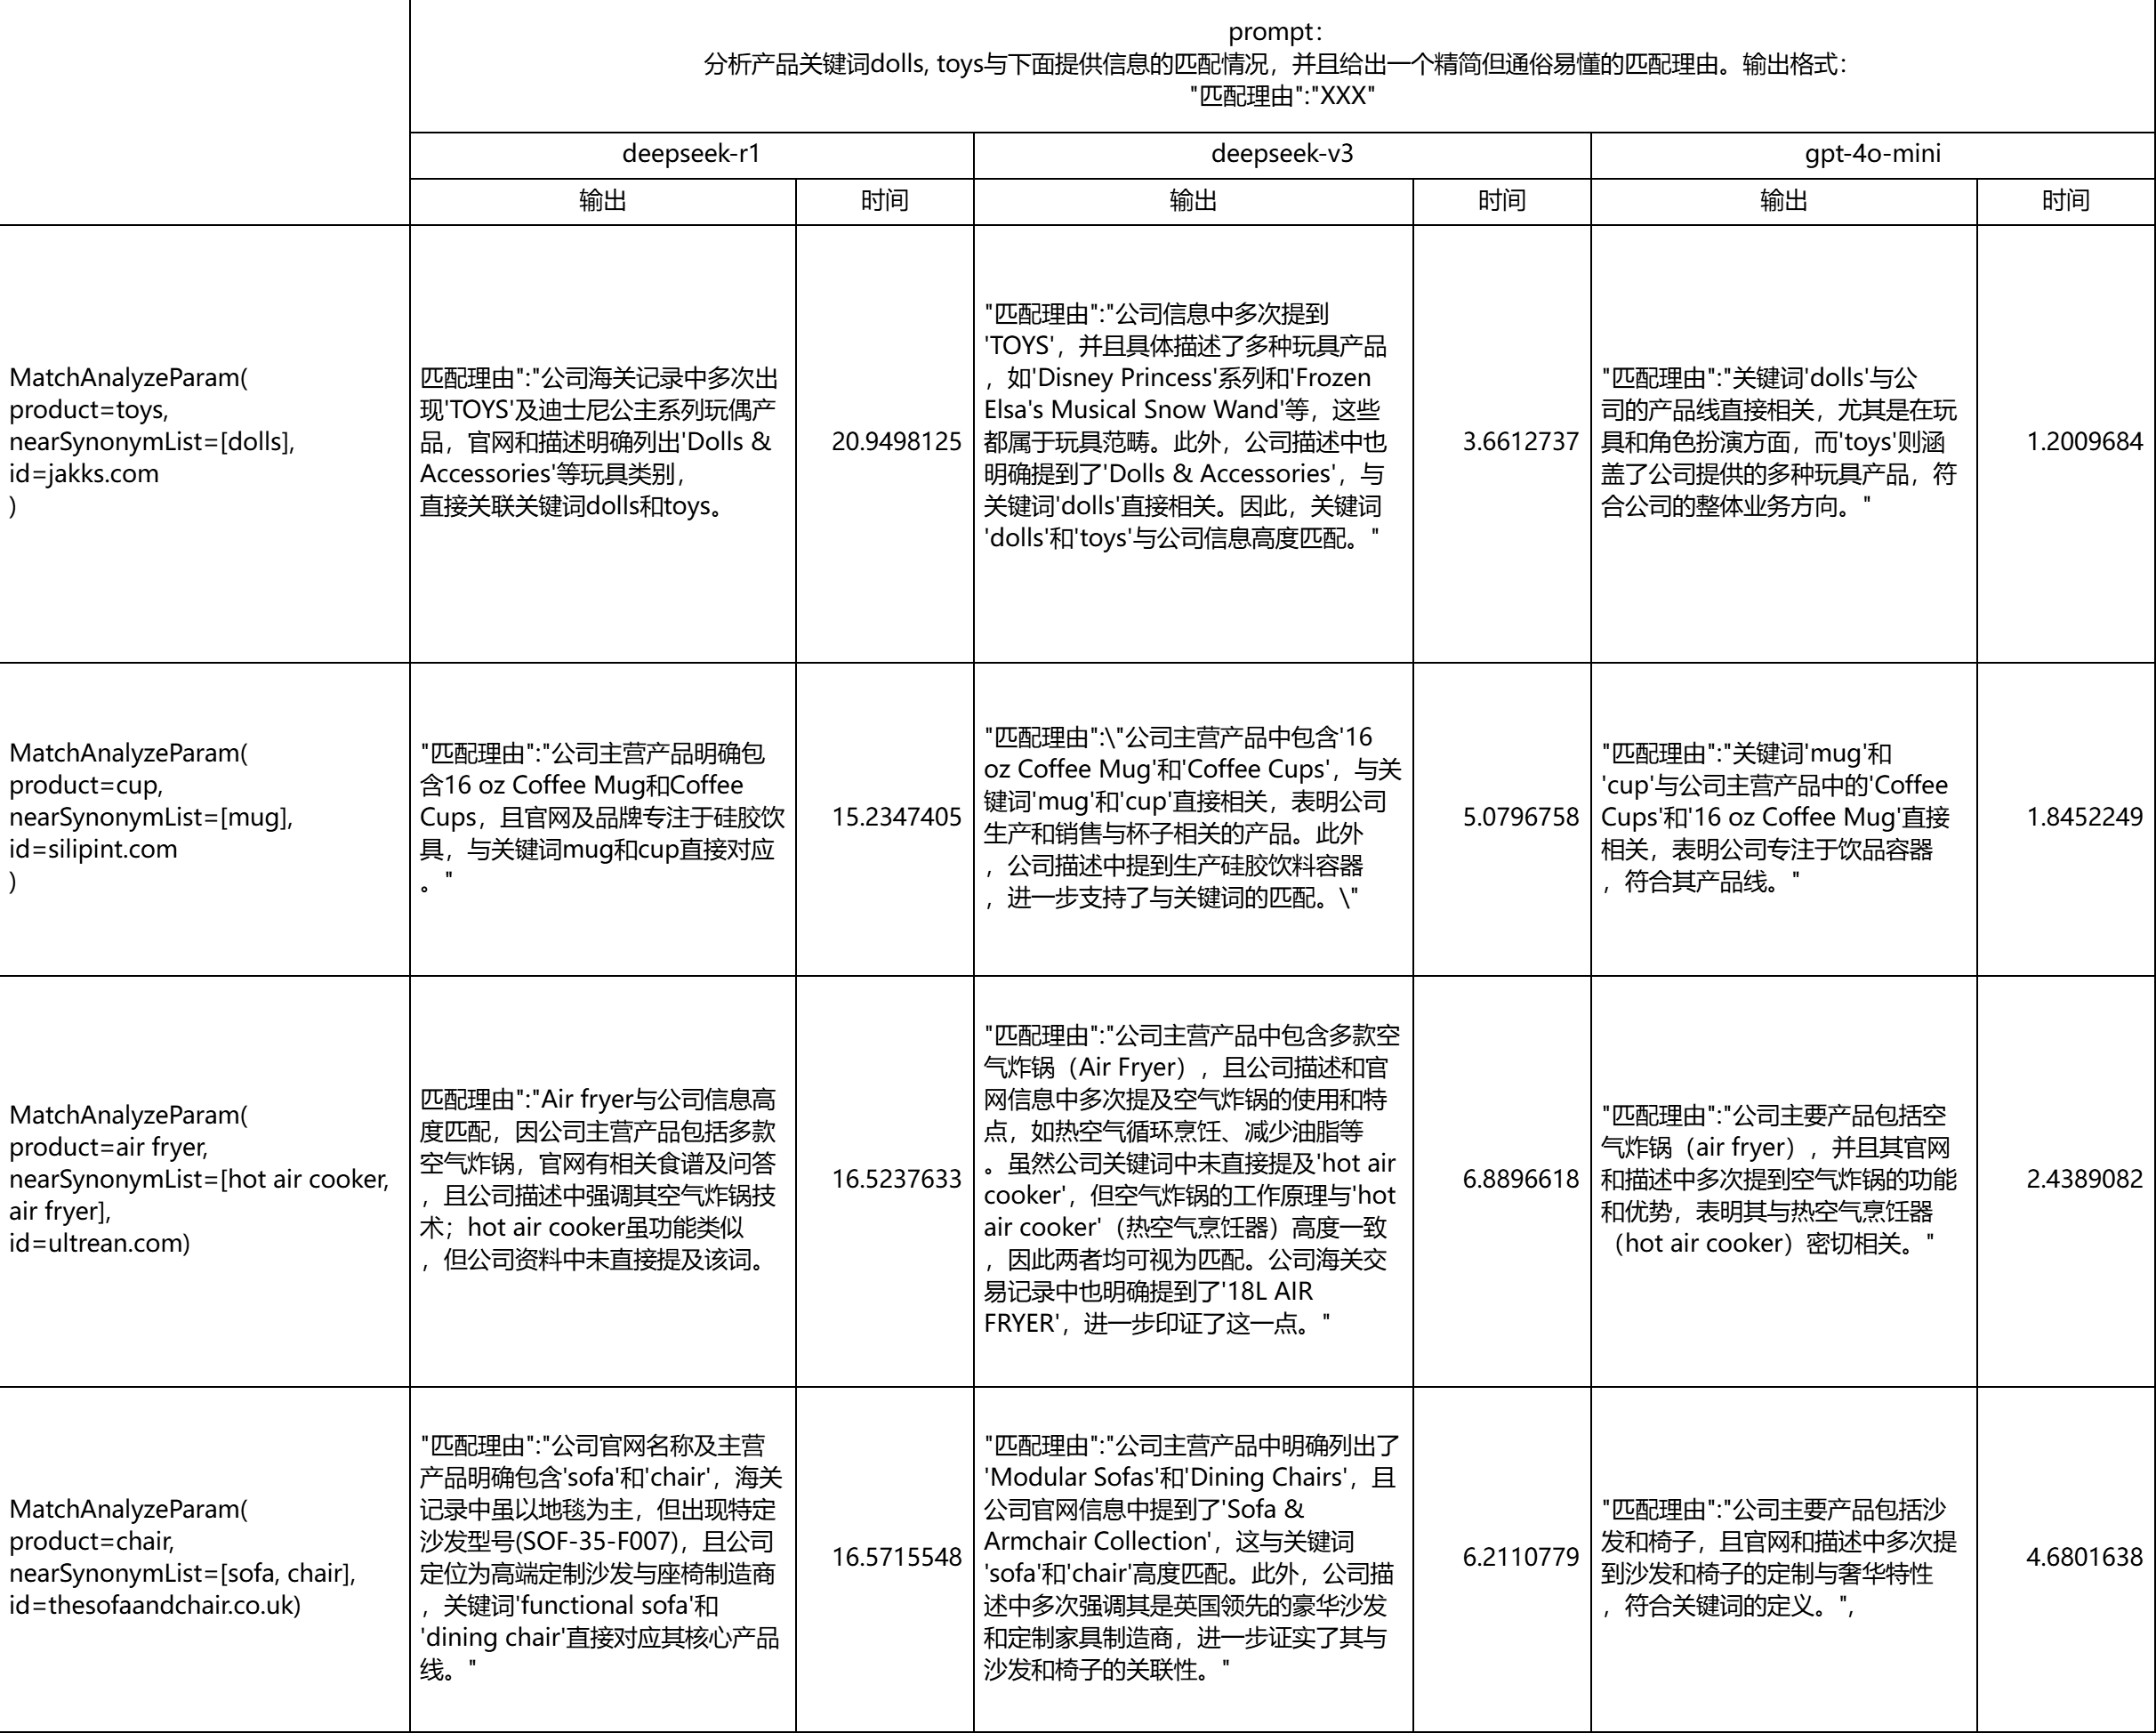 prompt：
分析产品关键词dolls, toys与下面提供信息的匹配情况，并且给出一个精简但通俗易懂的匹配理由。输出格式：
"匹配理由":"XXX"
deepseek-r1
deepseek-v3
gpt-4o-mini
输出
时间
输出
时间
输出
时间
MatchAnalyzeParam(
product=toys,
nearSynonymList=[dolls],
id=jakks.com
)
匹配理由":"公司海关记录中多次出
现'TOYS'及迪士尼公主系列玩偶产
品，官网和描述明确列出'Dolls &
Accessories'等玩具类别，
直接关联关键词dolls和toys。
20.9498125
"匹配理由":"公司信息中多次提到
'TOYS'，并且具体描述了多种玩具产品
，如'Disney Princess'系列和'Frozen
Elsa's Musical Snow Wand'等，这些
都属于玩具范畴。此外，公司描述中也
明确提到了'Dolls & Accessories'，与
关键词'dolls'直接相关。因此，关键词
'dolls'和'toys'与公司信息高度匹配。"
3.6612737
"匹配理由":"关键词'dolls'与公
司的产品线直接相关，尤其是在玩
具和角色扮演方面，而'toys'则涵
盖了公司提供的多种玩具产品，符
合公司的整体业务方向。"
1.2009684
MatchAnalyzeParam(
product=cup,
nearSynonymList=[mug],
id=silipint.com
)
"匹配理由":"公司主营产品明确包
含16 oz Coffee Mug和Coffee
Cups，且官网及品牌专注于硅胶饮
具，与关键词mug和cup直接对应
。"
15.2347405
"匹配理由":\"公司主营产品中包含'16
oz Coffee Mug'和'Coffee Cups'，与关
键词'mug'和'cup'直接相关，表明公司
生产和销售与杯子相关的产品。此外
，公司描述中提到生产硅胶饮料容器
，进一步支持了与关键词的匹配。\"
5.0796758
"匹配理由":"关键词'mug'和
'cup'与公司主营产品中的'Coffee
Cups'和'16 oz Coffee Mug'直接
相关，表明公司专注于饮品容器
，符合其产品线。"
1.8452249
MatchAnalyzeParam(
product=air fryer,
nearSynonymList=[hot air cooker,
air fryer],
id=ultrean.com)
匹配理由":"Air fryer与公司信息高
度匹配，因公司主营产品包括多款
空气炸锅，官网有相关食谱及问答
，且公司描述中强调其空气炸锅技
术；hot air cooker虽功能类似
，但公司资料中未直接提及该词。
16.5237633
"匹配理由":"公司主营产品中包含多款空
气炸锅（Air Fryer），且公司描述和官
网信息中多次提及空气炸锅的使用和特
点，如热空气循环烹饪、减少油脂等
。虽然公司关键词中未直接提及'hot air
cooker'，但空气炸锅的工作原理与'hot
air cooker'（热空气烹饪器）高度一致
，因此两者均可视为匹配。公司海关交
易记录中也明确提到了'18L AIR
FRYER'，进一步印证了这一点。"
6.8896618
"匹配理由":"公司主要产品包括空
气炸锅（air fryer），并且其官网
和描述中多次提到空气炸锅的功能
和优势，表明其与热空气烹饪器
（hot air cooker）密切相关。"
2.4389082
MatchAnalyzeParam(
product=chair,
nearSynonymList=[sofa, chair],
id=thesofaandchair.co.uk)
"匹配理由":"公司官网名称及主营
产品明确包含'sofa'和'chair'，海关
记录中虽以地毯为主，但出现特定
沙发型号(SOF-35-F007)，且公司
定位为高端定制沙发与座椅制造商
，关键词'functional sofa'和
'dining chair'直接对应其核心产品
线。"
16.5715548
"匹配理由":"公司主营产品中明确列出了
'Modular Sofas'和'Dining Chairs'，且
公司官网信息中提到了'Sofa &
Armchair Collection'，这与关键词
'sofa'和'chair'高度匹配。此外，公司描
述中多次强调其是英国领先的豪华沙发
和定制家具制造商，进一步证实了其与
沙发和椅子的关联性。"
6.2110779
"匹配理由":"公司主要产品包括沙
发和椅子，且官网和描述中多次提
到沙发和椅子的定制与奢华特性
，符合关键词的定义。",
4.6801638